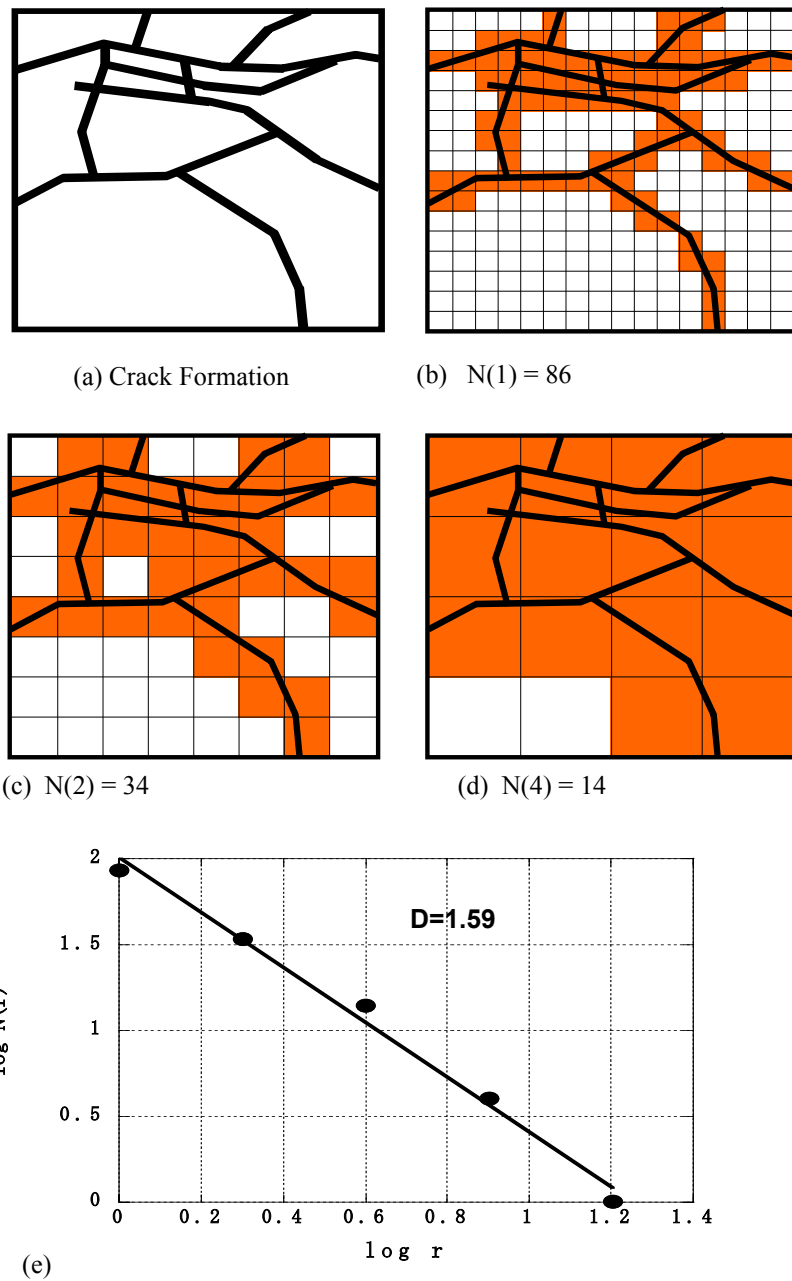 (a) Crack Formation
(b) N(1) = 86
(c) N(2) = 34
(d) N(4) = 14
2
D=1.59
1.5
1
0.5
0
0 0.2 0.4 0.6 0.8 1 1.2 1.4
log r
(e)